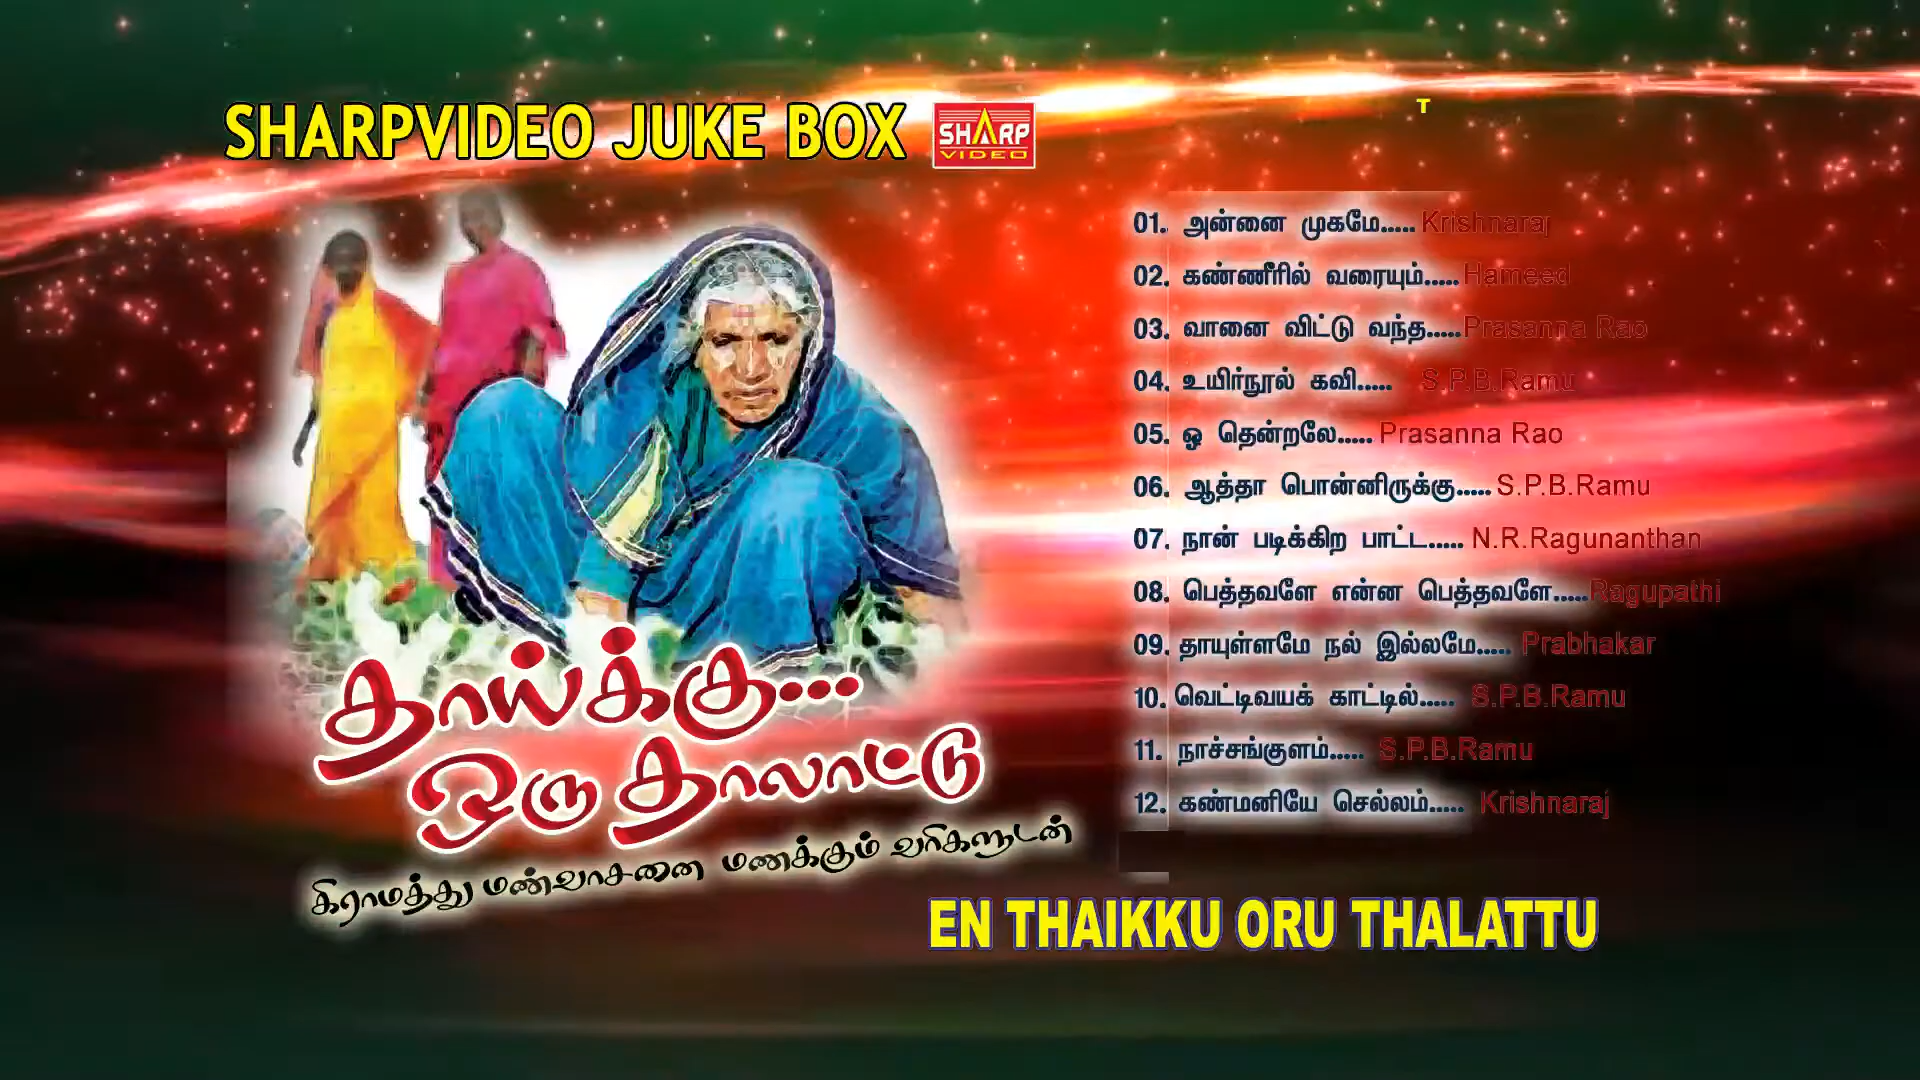 SHARPVIDEO JUKE BOX
SHARP
VIDEO
T
01. அன்னை முகமே..... Krishnaraj
02. கண்ணீரில் வரையும்..... Hameed
03. வானை விட்டு வந்த..... Prasanna Rao
04. உயிர்நூல் கவி..... S.P.B.Ramu
05. ஓ தென்றலே..... Prasanna Rao
06. ஆத்தா பொன்னிருக்கு..... S.P.B.Ramu
07. நான் படிக்கிற பாட்ட..... N.R.Ragunanthan
08. பெத்தவளே என்ன பெத்தவளே..... Ragupathi
09. தாயுள்ளமே நல் இல்லமே..... Prabhakar
10. வெட்டிவயக் காட்டில்..... S.P.B.Ramu
11. நாச்சங்குளம்..... S.P.B.Ramu
12. கண்மனியே செல்லம்..... Krishnaraj
தாய்க்கு...
ஒரு தாலாட்டு
கிராமத்து மண்வாசனை மணக்கும் வரிகளுடன்
EN THAIKKU ORU THALATTU